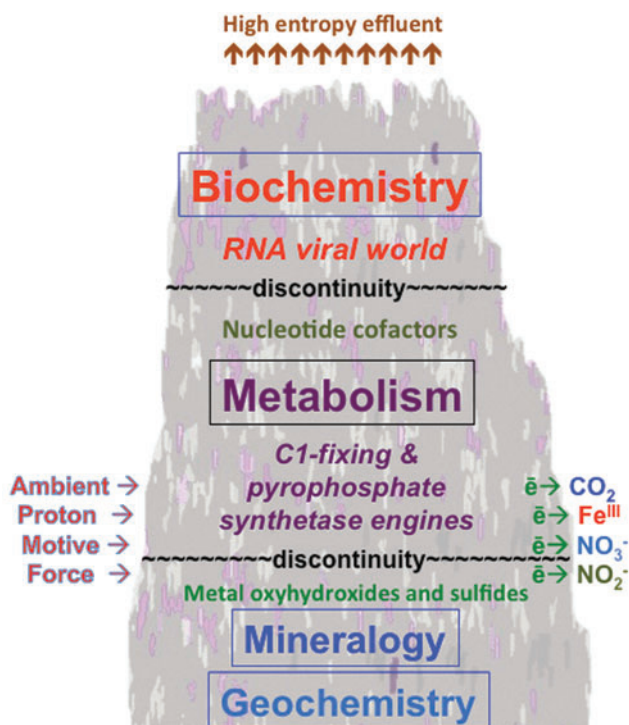 High entropy effluent
↑↑↑↑↑↑↑↑↑↑
Biochemistry
RNA viral world
~~~~~~discontinuity~~~~~~~
Nucleotide cofactors
Metabolism
C1-fixing &
pyrophosphate
synthetase engines
Ambient →
Proton →
Motive →
Force →
ē→ CO₂
ē→ Feᴵᴵᴵ
ē→ NO₃⁻
ē→ NO₂⁻
~~~~~~~~~discontinuity~~~~~~~~~~
Metal oxyhydroxides and sulfides
Mineralogy
Geochemistry